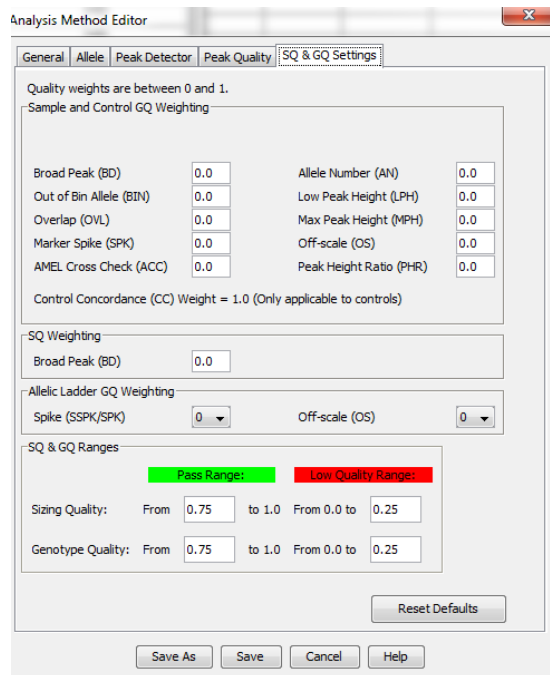 Analysis Method Editor
General Allele Peak Detector Peak Quality SQ & GQ Settings
Quality weights are between 0 and 1.
Sample and Control GQ Weighting
Broad Peak (BD) 0.0 Allele Number (AN) 0.0
Out of Bin Allele (BIN) 0.0 Low Peak Height (LPH) 0.0
Overlap (OVL) 0.0 Max Peak Height (MPH) 0.0
Marker Spike (SPK) 0.0 Off-scale (OS) 0.0
AMEL Cross Check (ACC) 0.0 Peak Height Ratio (PHR) 0.0
Control Concordance (CC) Weight = 1.0 (Only applicable to controls)
SQ Weighting
Broad Peak (BD) 0.0
Allelic Ladder GQ Weighting
Spike (SSPK/SPK) 0 Off-scale (OS) 0
SQ & GQ Ranges
Pass Range: Low Quality Range:
Sizing Quality: From 0.75 to 1.0 From 0.0 to 0.25
Genotype Quality: From 0.75 to 1.0 From 0.0 to 0.25
Reset Defaults
Save As Save Cancel Help